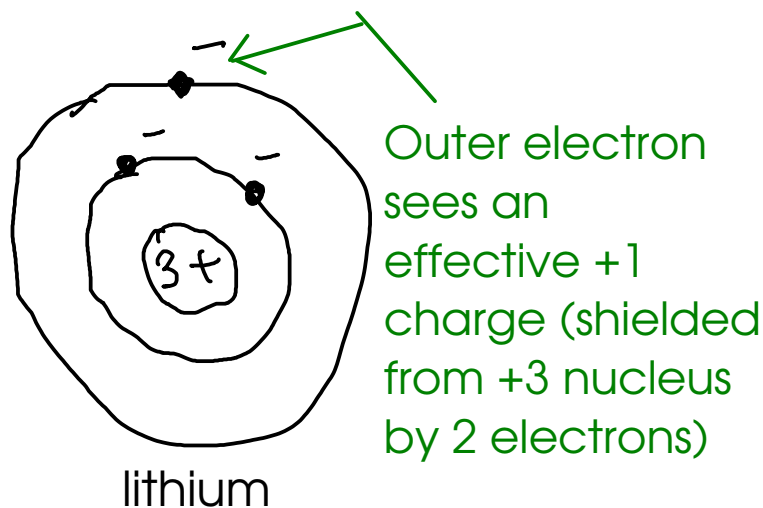 3+
Outer electron
sees an
effective +1
charge (shielded
from +3 nucleus
by 2 electrons)
lithium